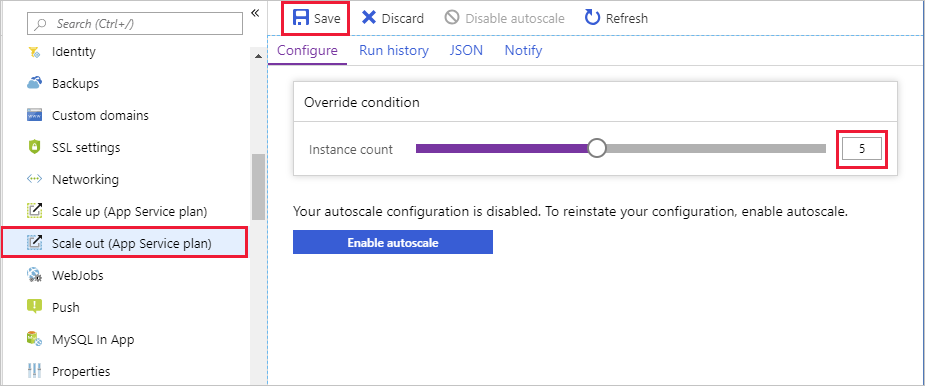 Search (Ctrl+/)
«
Identity
Backups
Custom domains
SSL settings
Networking
Scale up (App Service plan)
Scale out (App Service plan)
WebJobs
Push
MySQL In App
Properties
Save Discard Disable autoscale Refresh
Configure Run history JSON Notify
Override condition
Instance count 5
Your autoscale configuration is disabled. To reinstate your configuration, enable autoscale.
Enable autoscale